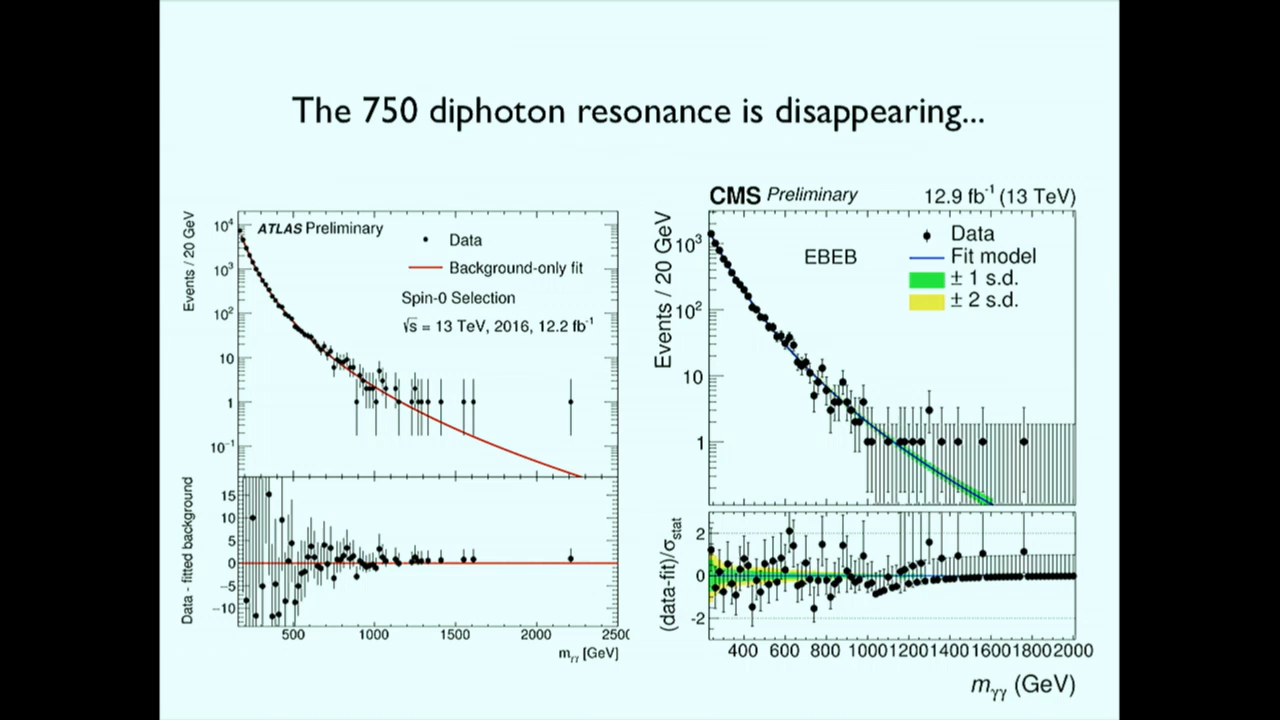 The 750 diphoton resonance is disappearing...
ATLAS Preliminary
Data
Background-only fit
Spin-0 Selection
√s = 13 TeV, 2016, 12.2 fb⁻¹
Events / 20 GeV
10⁴
10³
10²
10
1
10⁻¹
Data - fitted background
15
10
5
0
−5
−10
500 1000 1500 2000 250
mγγ [GeV]
CMS Preliminary 12.9 fb⁻¹ (13 TeV)
EBEB
Data
Fit model
± 1 s.d.
± 2 s.d.
Events / 20 GeV
10³
10²
10
1
(data-fit)/σstat
2
0
-2
400 600 800 1000 1200 1400 1600 1800 2000
mγγ (GeV)